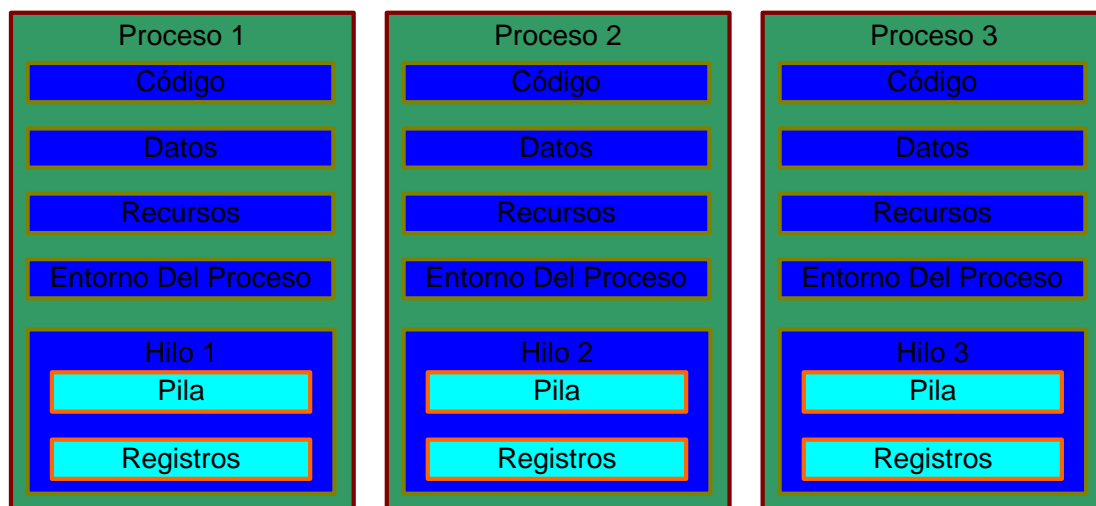 Proceso 1
Código
Datos
Recursos
Entorno Del Proceso
Hilo 1
Pila
Registros
Proceso 2
Código
Datos
Recursos
Entorno Del Proceso
Hilo 2
Pila
Registros
Proceso 3
Código
Datos
Recursos
Entorno Del Proceso
Hilo 3
Pila
Registros